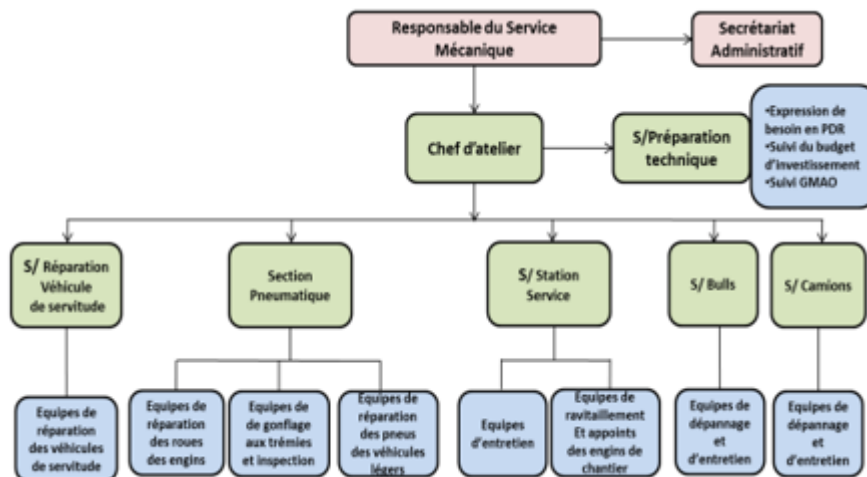 Responsable du Service
Mécanique
Secrétariat
Administratif
Chef d'atelier
S/Préparation
technique
•Expression de
besoin en PDR
•Suivi du budget
d'investissement
•Suivi GMAO
S/ Réparation
Véhicule
de servitude
Section
Pneumatique
S/ Station
Service
S/ Bulls
S/ Camions
Equipes de
réparation
des véhicules
de servitude
Equipes de
réparation
des roues
des engins
Equipes de
de gonflage
aux trémies
et inspection
Equipes de
réparation
des pneus
des véhicules
légers
Equipes
d'entretien
Equipes de
ravitaillement
Et appoints
des engins de
chantier
Equipes de
dépannage
et
d'entretien
Equipes de
dépannage
et
d'entretien